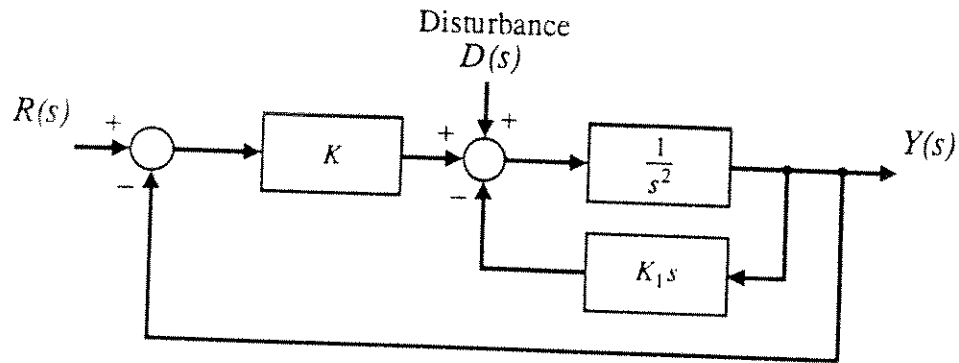 Disturbance
D(s)
R(s)
+
−
K
+
+
−
1
s²
Y(s)
K₁s